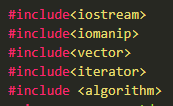 #include<iostream>
#include<iomanip>
#include<vector>
#include<iterator>
#include <algorithm>